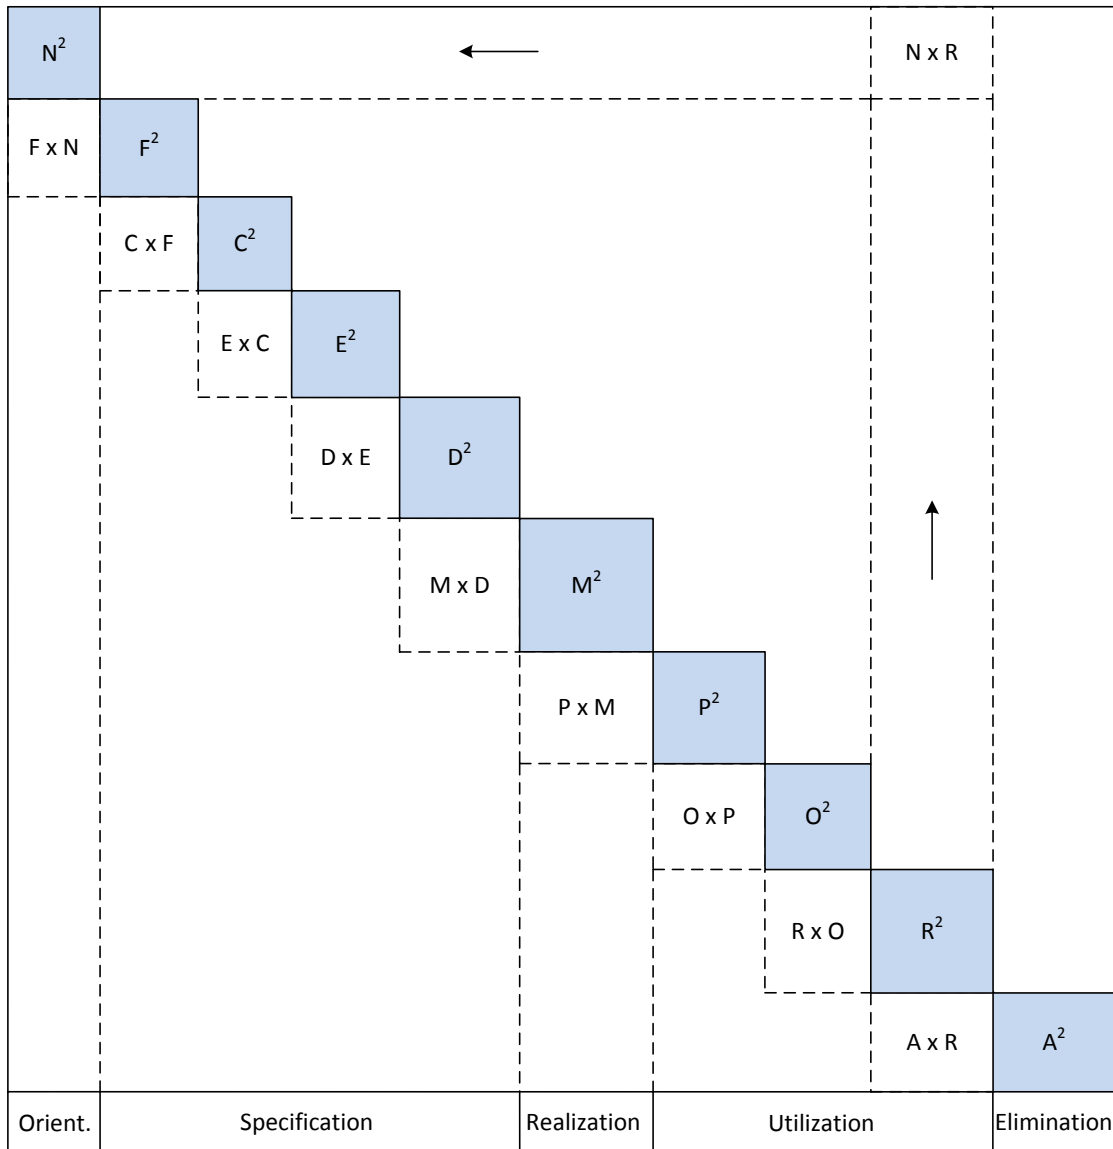 N² N x R
F x N F²
C x F C²
E x C E²
D x E D²
M x D M²
P x M P²
O x P O²
R x O R²
A x R A²
Orient. Specification Realization Utilization Elimination